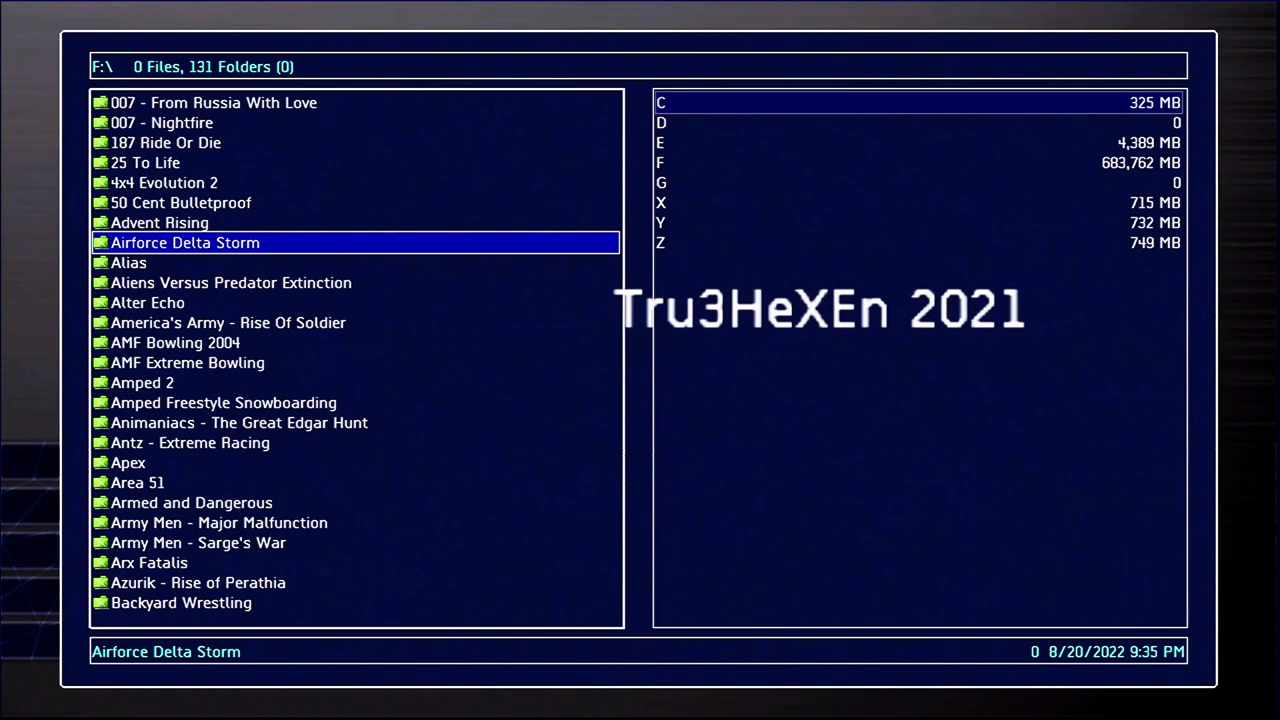 F:\ 0 Files, 131 Folders (0)
007 - From Russia With Love
007 - Nightfire
187 Ride Or Die
25 To Life
4x4 Evolution 2
50 Cent Bulletproof
Advent Rising
Airforce Delta Storm
Alias
Aliens Versus Predator Extinction
Alter Echo
America's Army - Rise Of Soldier
AMF Bowling 2004
AMF Extreme Bowling
Amped 2
Amped Freestyle Snowboarding
Animaniacs - The Great Edgar Hunt
Antz - Extreme Racing
Apex
Area 51
Armed and Dangerous
Army Men - Major Malfunction
Army Men - Sarge's War
Arx Fatalis
Azurik - Rise of Perathia
Backyard Wrestling
C 325 MB
D 0
E 4,389 MB
F 683,762 MB
G 0
X 715 MB
Y 732 MB
Z 749 MB
Tru3HeXEn 2021
Airforce Delta Storm 0 8/20/2022 9:35 PM